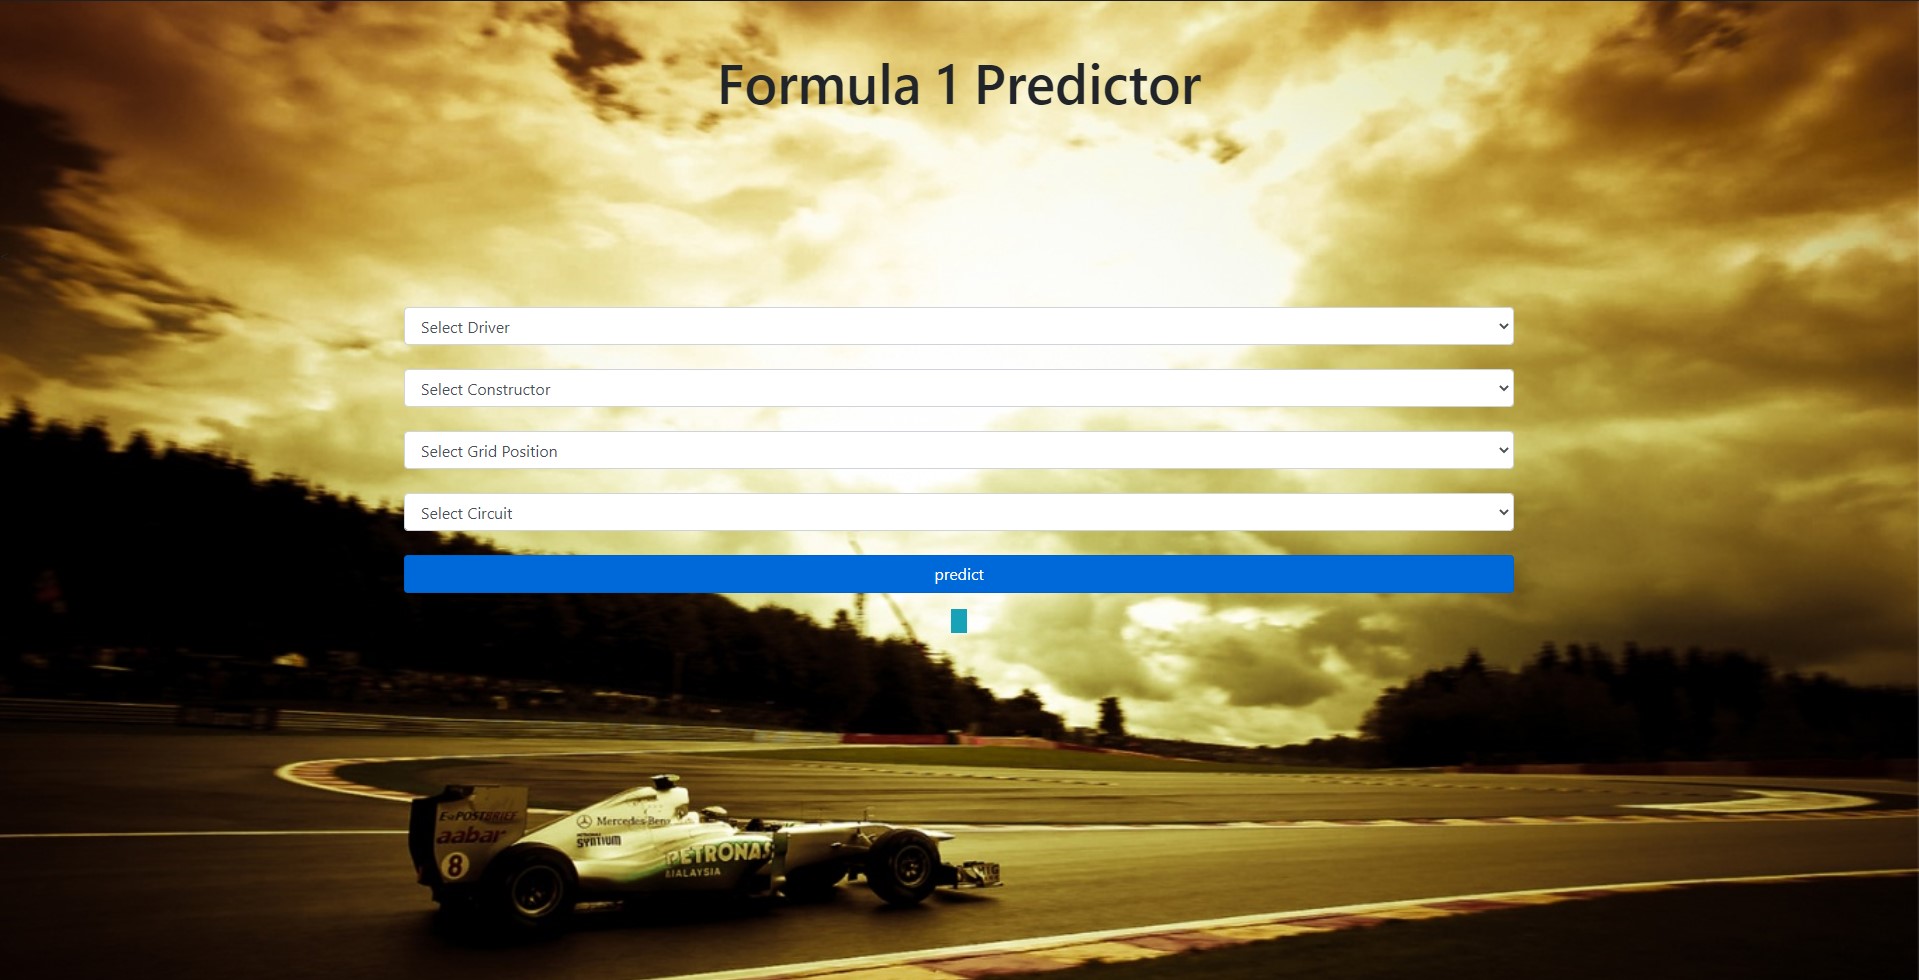 Formula 1 Predictor
Select Driver
Select Constructor
Select Grid Position
Select Circuit
predict
E-POSTBRIEF
aabar
8
Mercedes-Benz
PETRONAS
SYNTIUM
PETRONAS
MALAYSIA